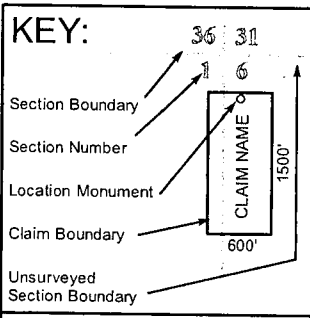 KEY:
36 31
1 6
Section Boundary
Section Number
Location Monument
CLAIM NAME
1500'
Claim Boundary
600'
Unsurveyed
Section Boundary